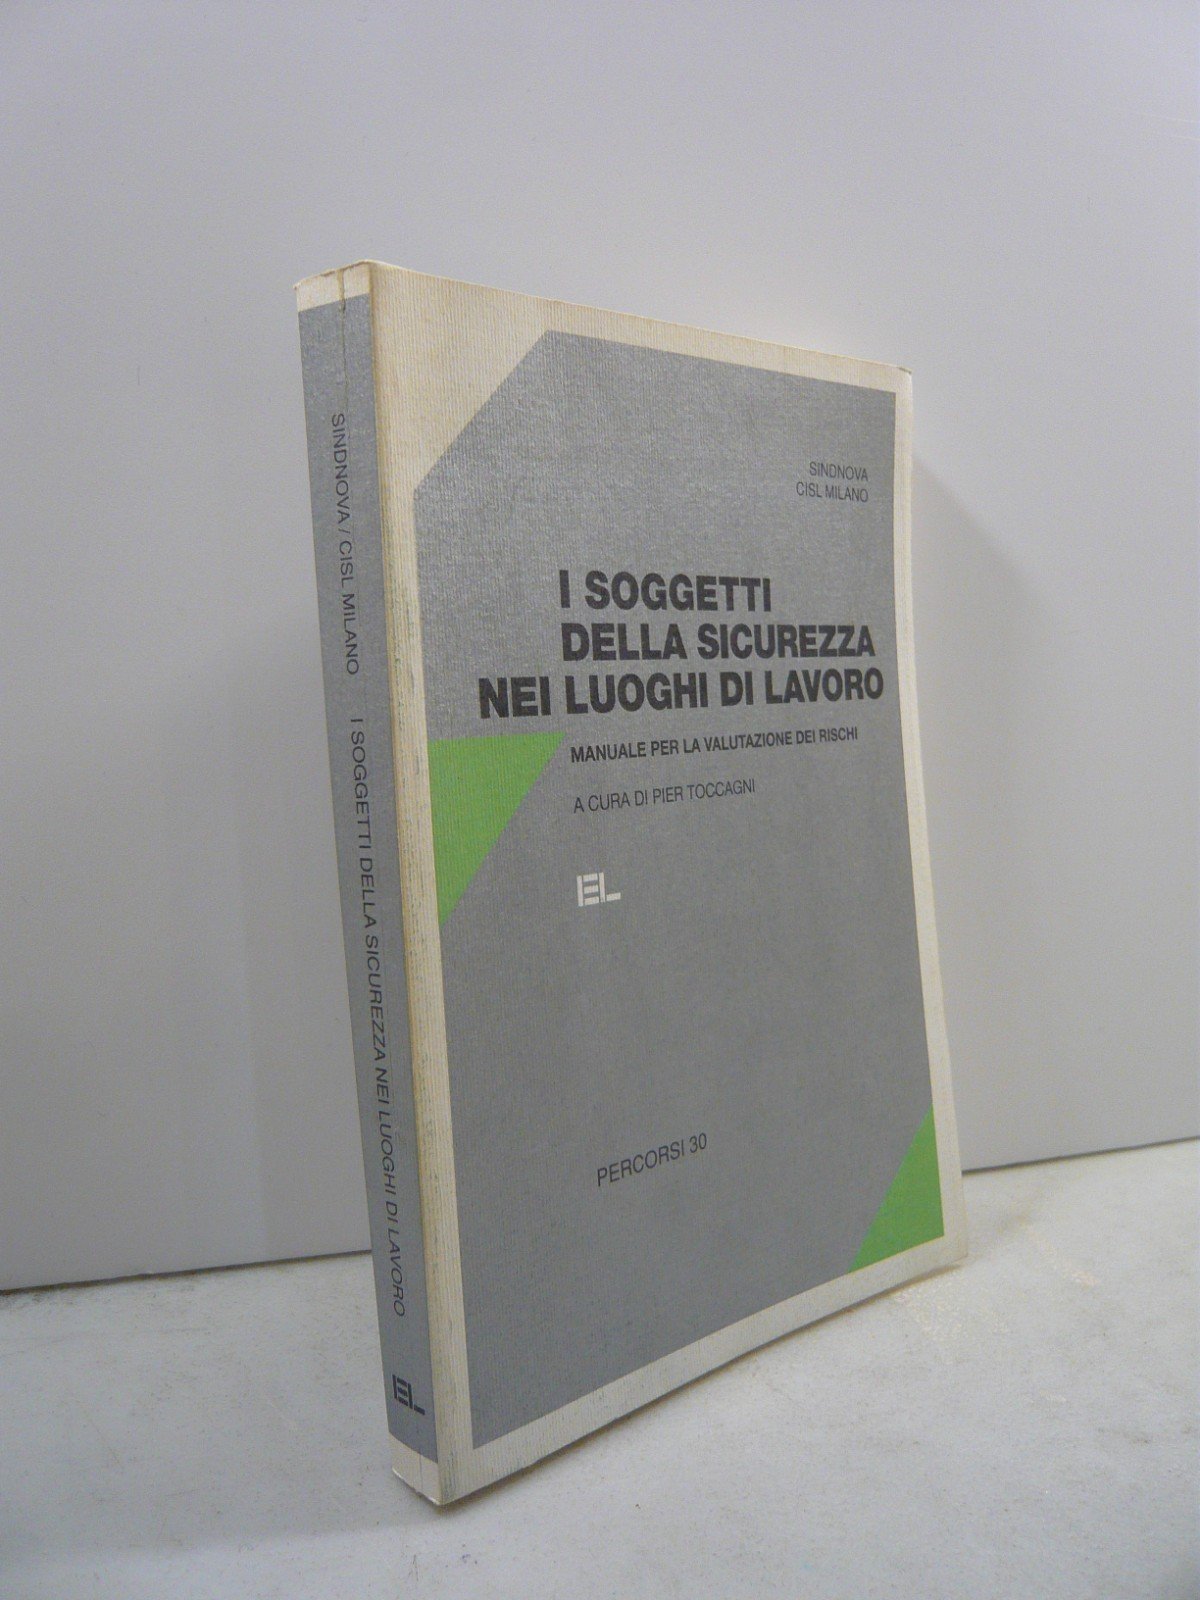 SINDNOVA / CISL MILANO I SOGGETTI DELLA SICUREZZA NEI LUOGHI DI LAVORO
EL
SINDNOVA
CISL MILANO
I SOGGETTI
DELLA SICUREZZA
NEI LUOGHI DI LAVORO
MANUALE PER LA VALUTAZIONE DEI RISCHI
A CURA DI PIER TOCCAGNI
EL
PERCORSI 30